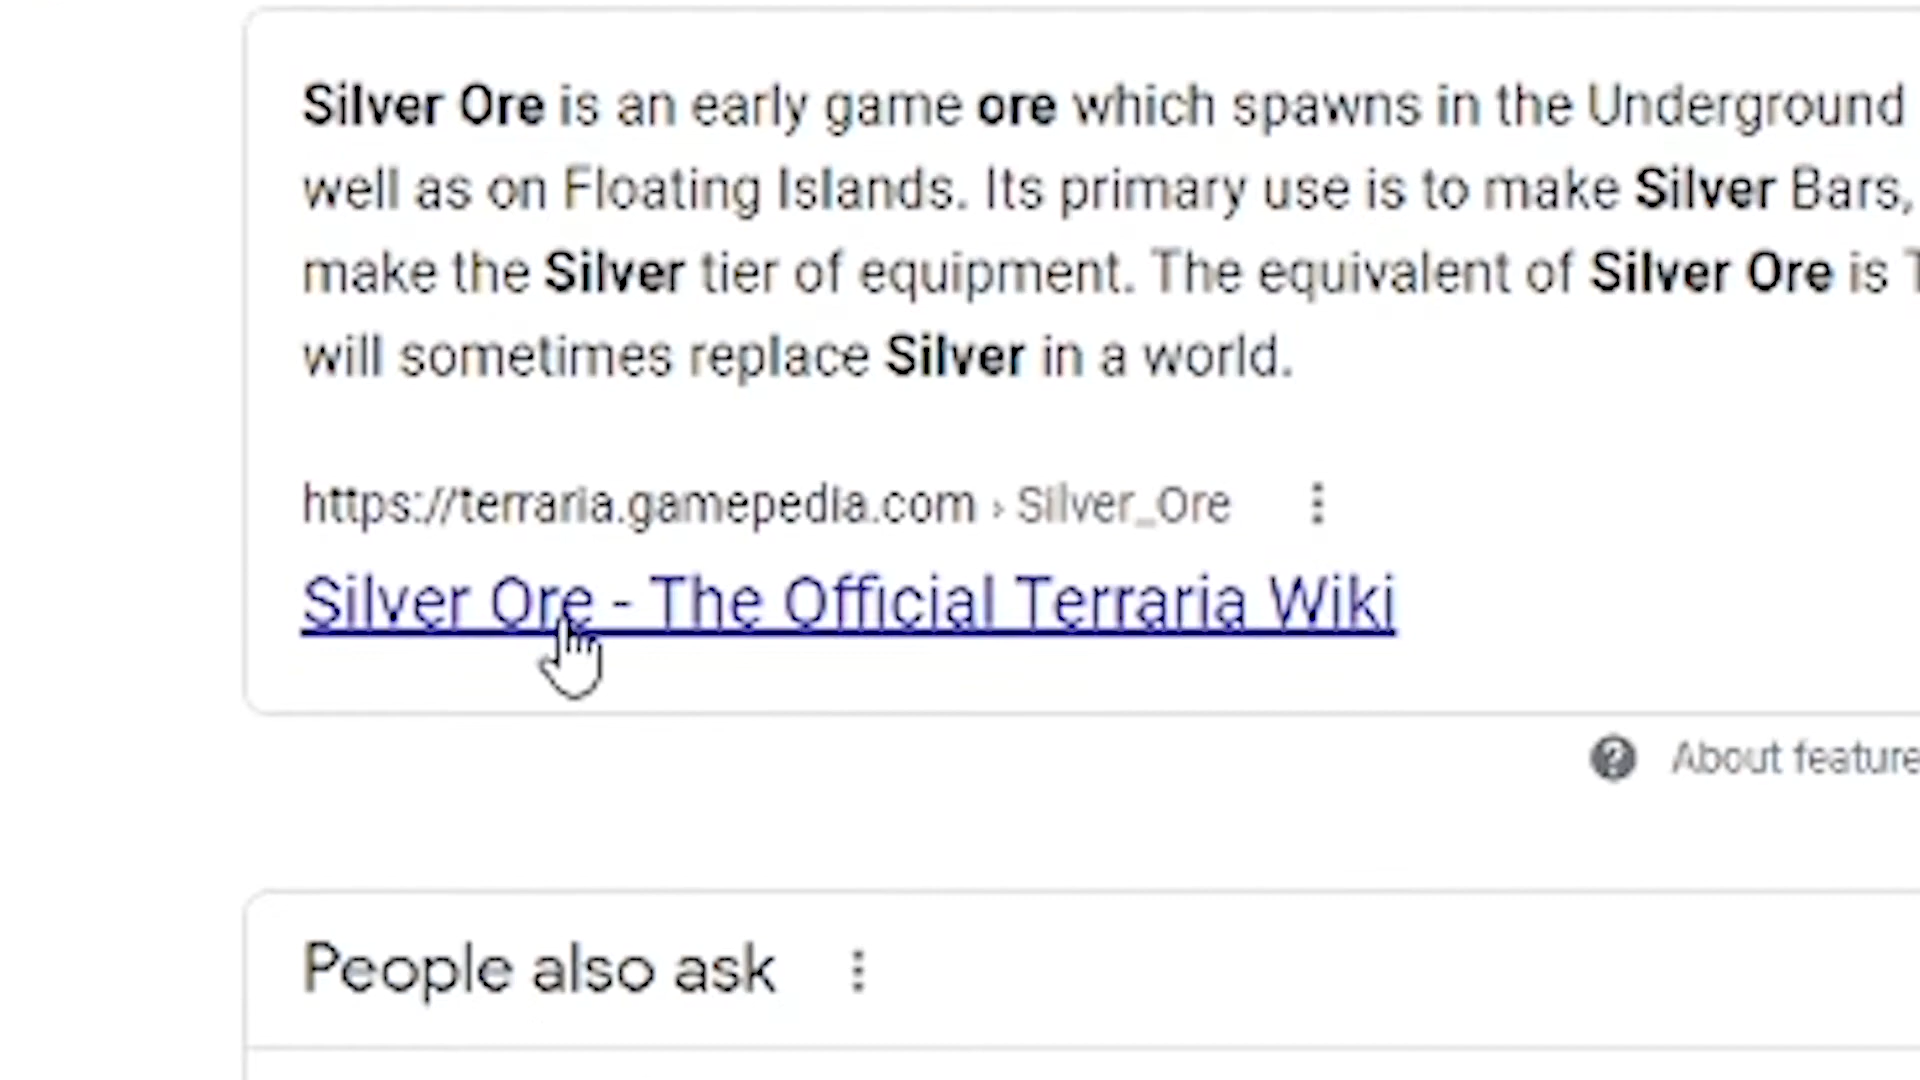 Silver Ore is an early game ore which spawns in the Underground
well as on Floating Islands. Its primary use is to make Silver Bars,
make the Silver tier of equipment. The equivalent of Silver Ore is
will sometimes replace Silver in a world.
https://terraria.gamepedia.com › Silver_Ore
Silver Ore - The Official Terraria Wiki
About feature
People also ask